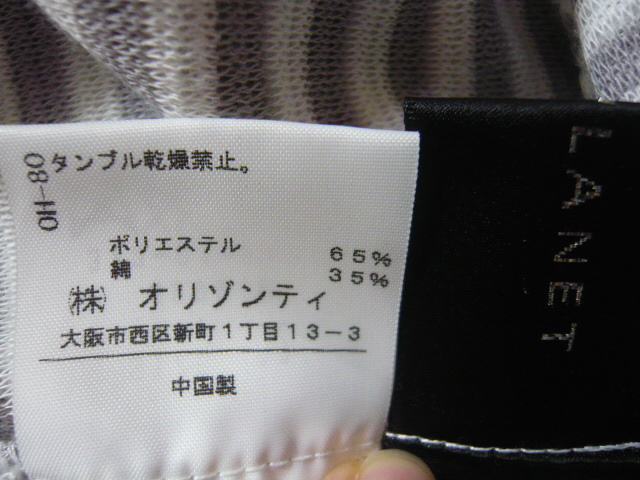 タンブル乾燥禁止。
OH-80
ポリエステル 65%
綿 35%
㈱ オリゾンティ
大阪市西区新町1丁目13-3
中国製
LANET